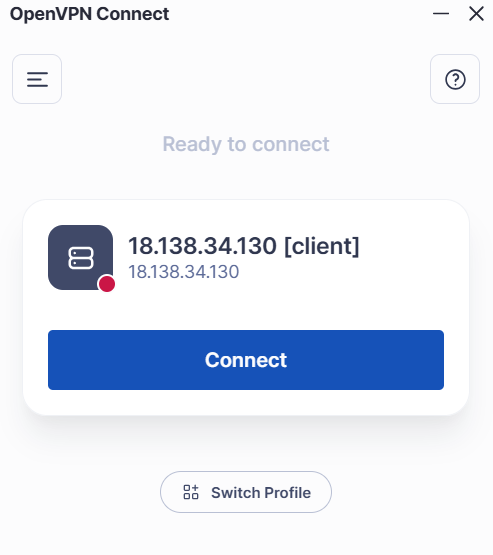 OpenVPN Connect
Ready to connect
18.138.34.130 [client]
18.138.34.130
Connect
Switch Profile